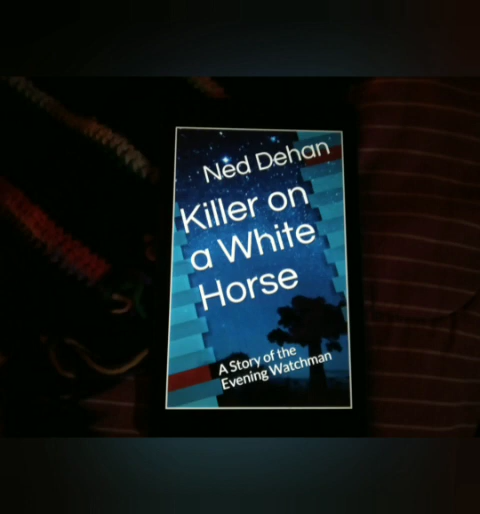 Ned Dehan
Killer on
a White
Horse
A Story of the
Evening Watchman